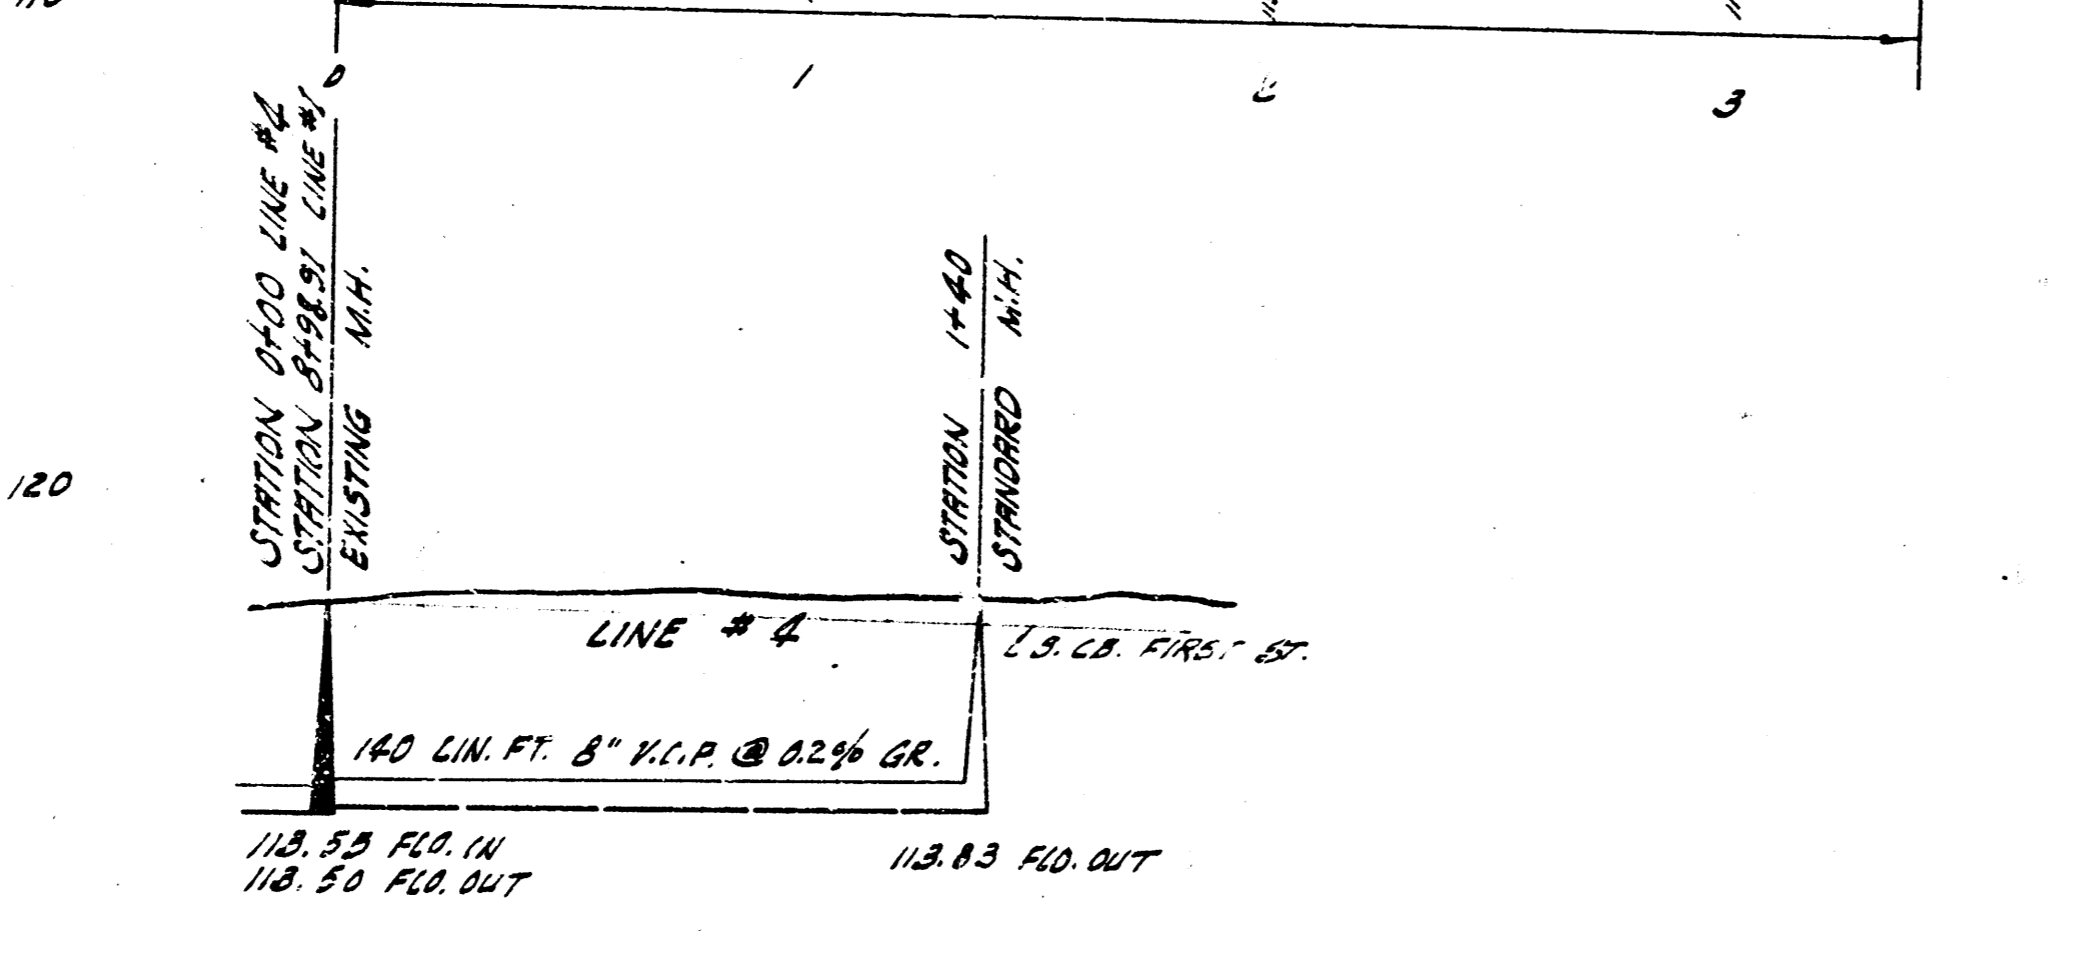 110
0 1 2 3
STATION 0+00 LINE #4
STATION 8+98.91 LINE #1
EXISTING M.H.
STATION 1+40
STANDARD M.H.
120
LINE #4
S. CB. FIRST ST.
140 LIN. FT. 8" V.C.P. @ 0.2% GR.
113.55 FLO. IN
113.50 FLO. OUT
113.83 FLO. OUT